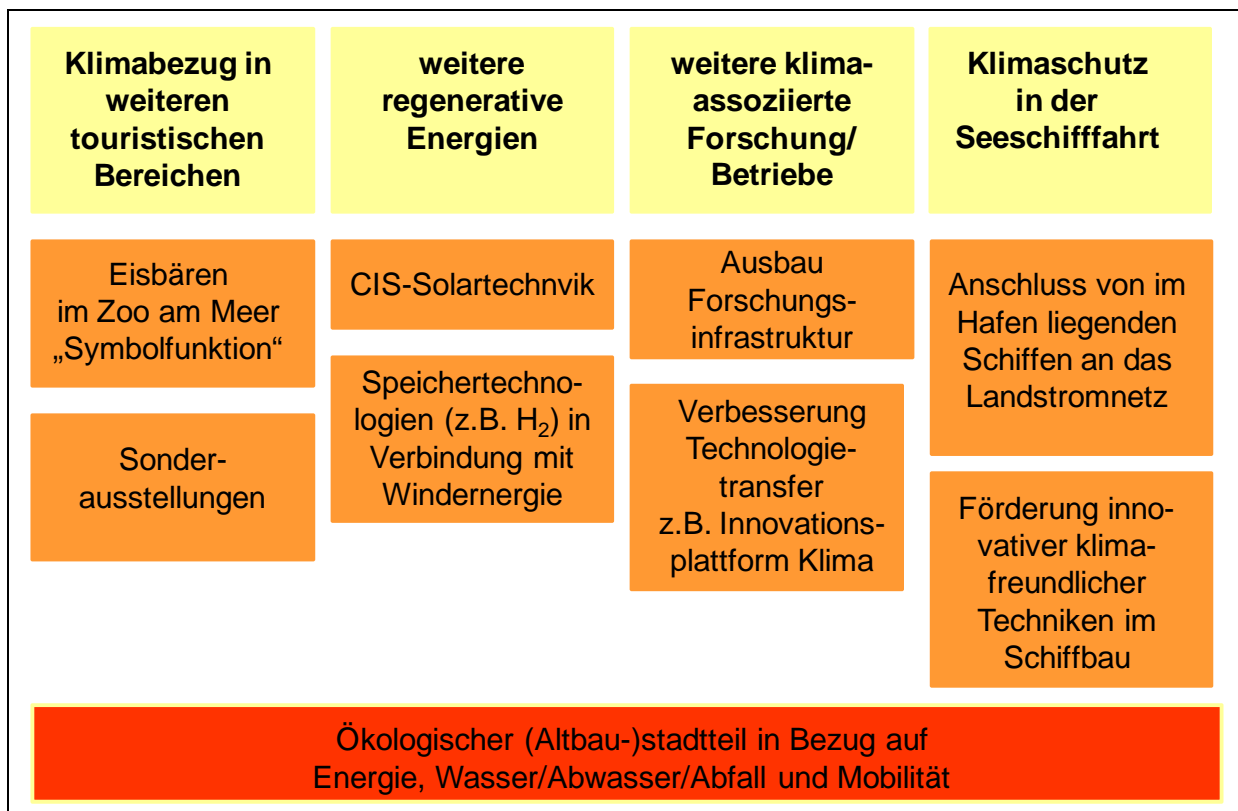 Klimabezug in
weiteren
touristischen
Bereichen
weitere
regenerative
Energien
weitere klima-
assoziierte
Forschung/
Betriebe
Klimaschutz
in der
Seeschifffahrt
Eisbären
im Zoo am Meer
„Symbolfunktion“
Sonder-
ausstellungen
CIS-Solartechnvik
Speichertechno-
logien (z.B. H₂) in
Verbindung mit
Windernergie
Ausbau
Forschungs-
infrastruktur
Verbesserung
Technologie-
transfer
z.B. Innovations-
plattform Klima
Anschluss von im
Hafen liegenden
Schiffen an das
Landstromnetz
Förderung inno-
vativer klima-
freundlicher
Techniken im
Schiffbau
Ökologischer (Altbau-)stadtteil in Bezug auf
Energie, Wasser/Abwasser/Abfall und Mobilität